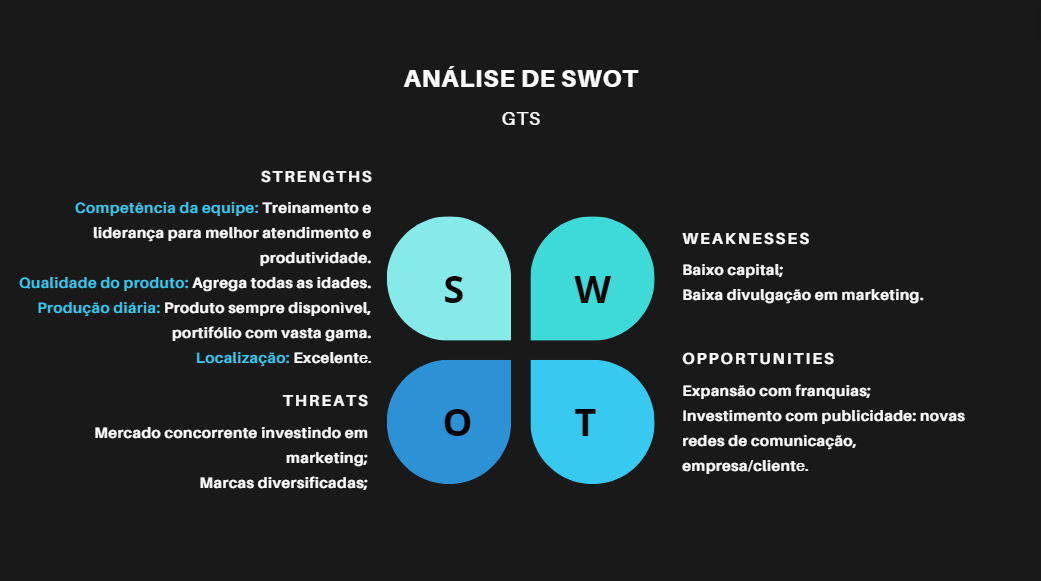 ANÁLISE DE SWOT
GTS
STRENGTHS
Competência da equipe: Treinamento e
liderança para melhor atendimento e
produtividade.
Qualidade do produto: Agrega todas as idades.
Produção diária: Produto sempre disponìvel,
portifólio com vasta gama.
Localização: Excelente.
THREATS
Mercado concorrente investindo em
marketing;
Marcas diversificadas;
S
W
O
T
WEAKNESSES
Baixo capital;
Baixa divulgação em marketing.
OPPORTUNITIES
Expansão com franquias;
Investimento com publicidade: novas
redes de comunicação,
empresa/cliente.